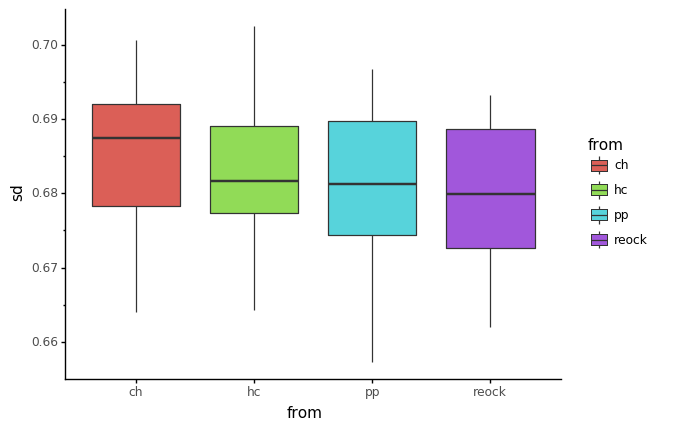 0.70
0.69
0.68
0.67
0.66
sd
ch hc pp reock
from
from
ch
hc
pp
reock